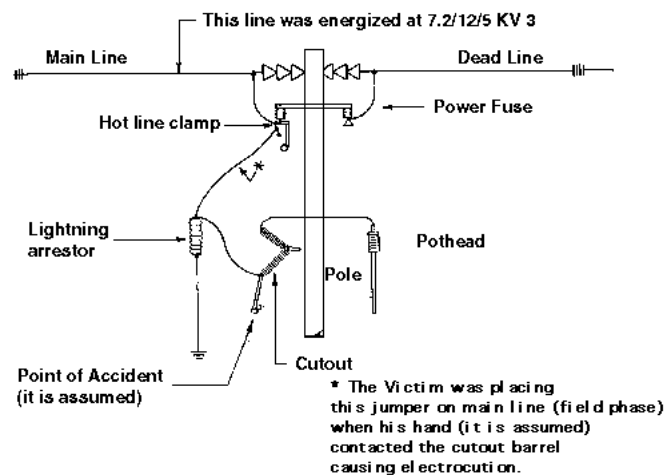 This line was energized at 7.2/12/5 KV 3
Main Line
Dead Line
Power Fuse
Hot line clamp
*
Lightning
arrestor
Pothead
Pole
Cutout
Point of Accident
(it is assumed)
* The Victim was placing
this jumper on main line (field phase)
when his hand (it is assumed)
contacted the cutout barrel
causing electrocution.